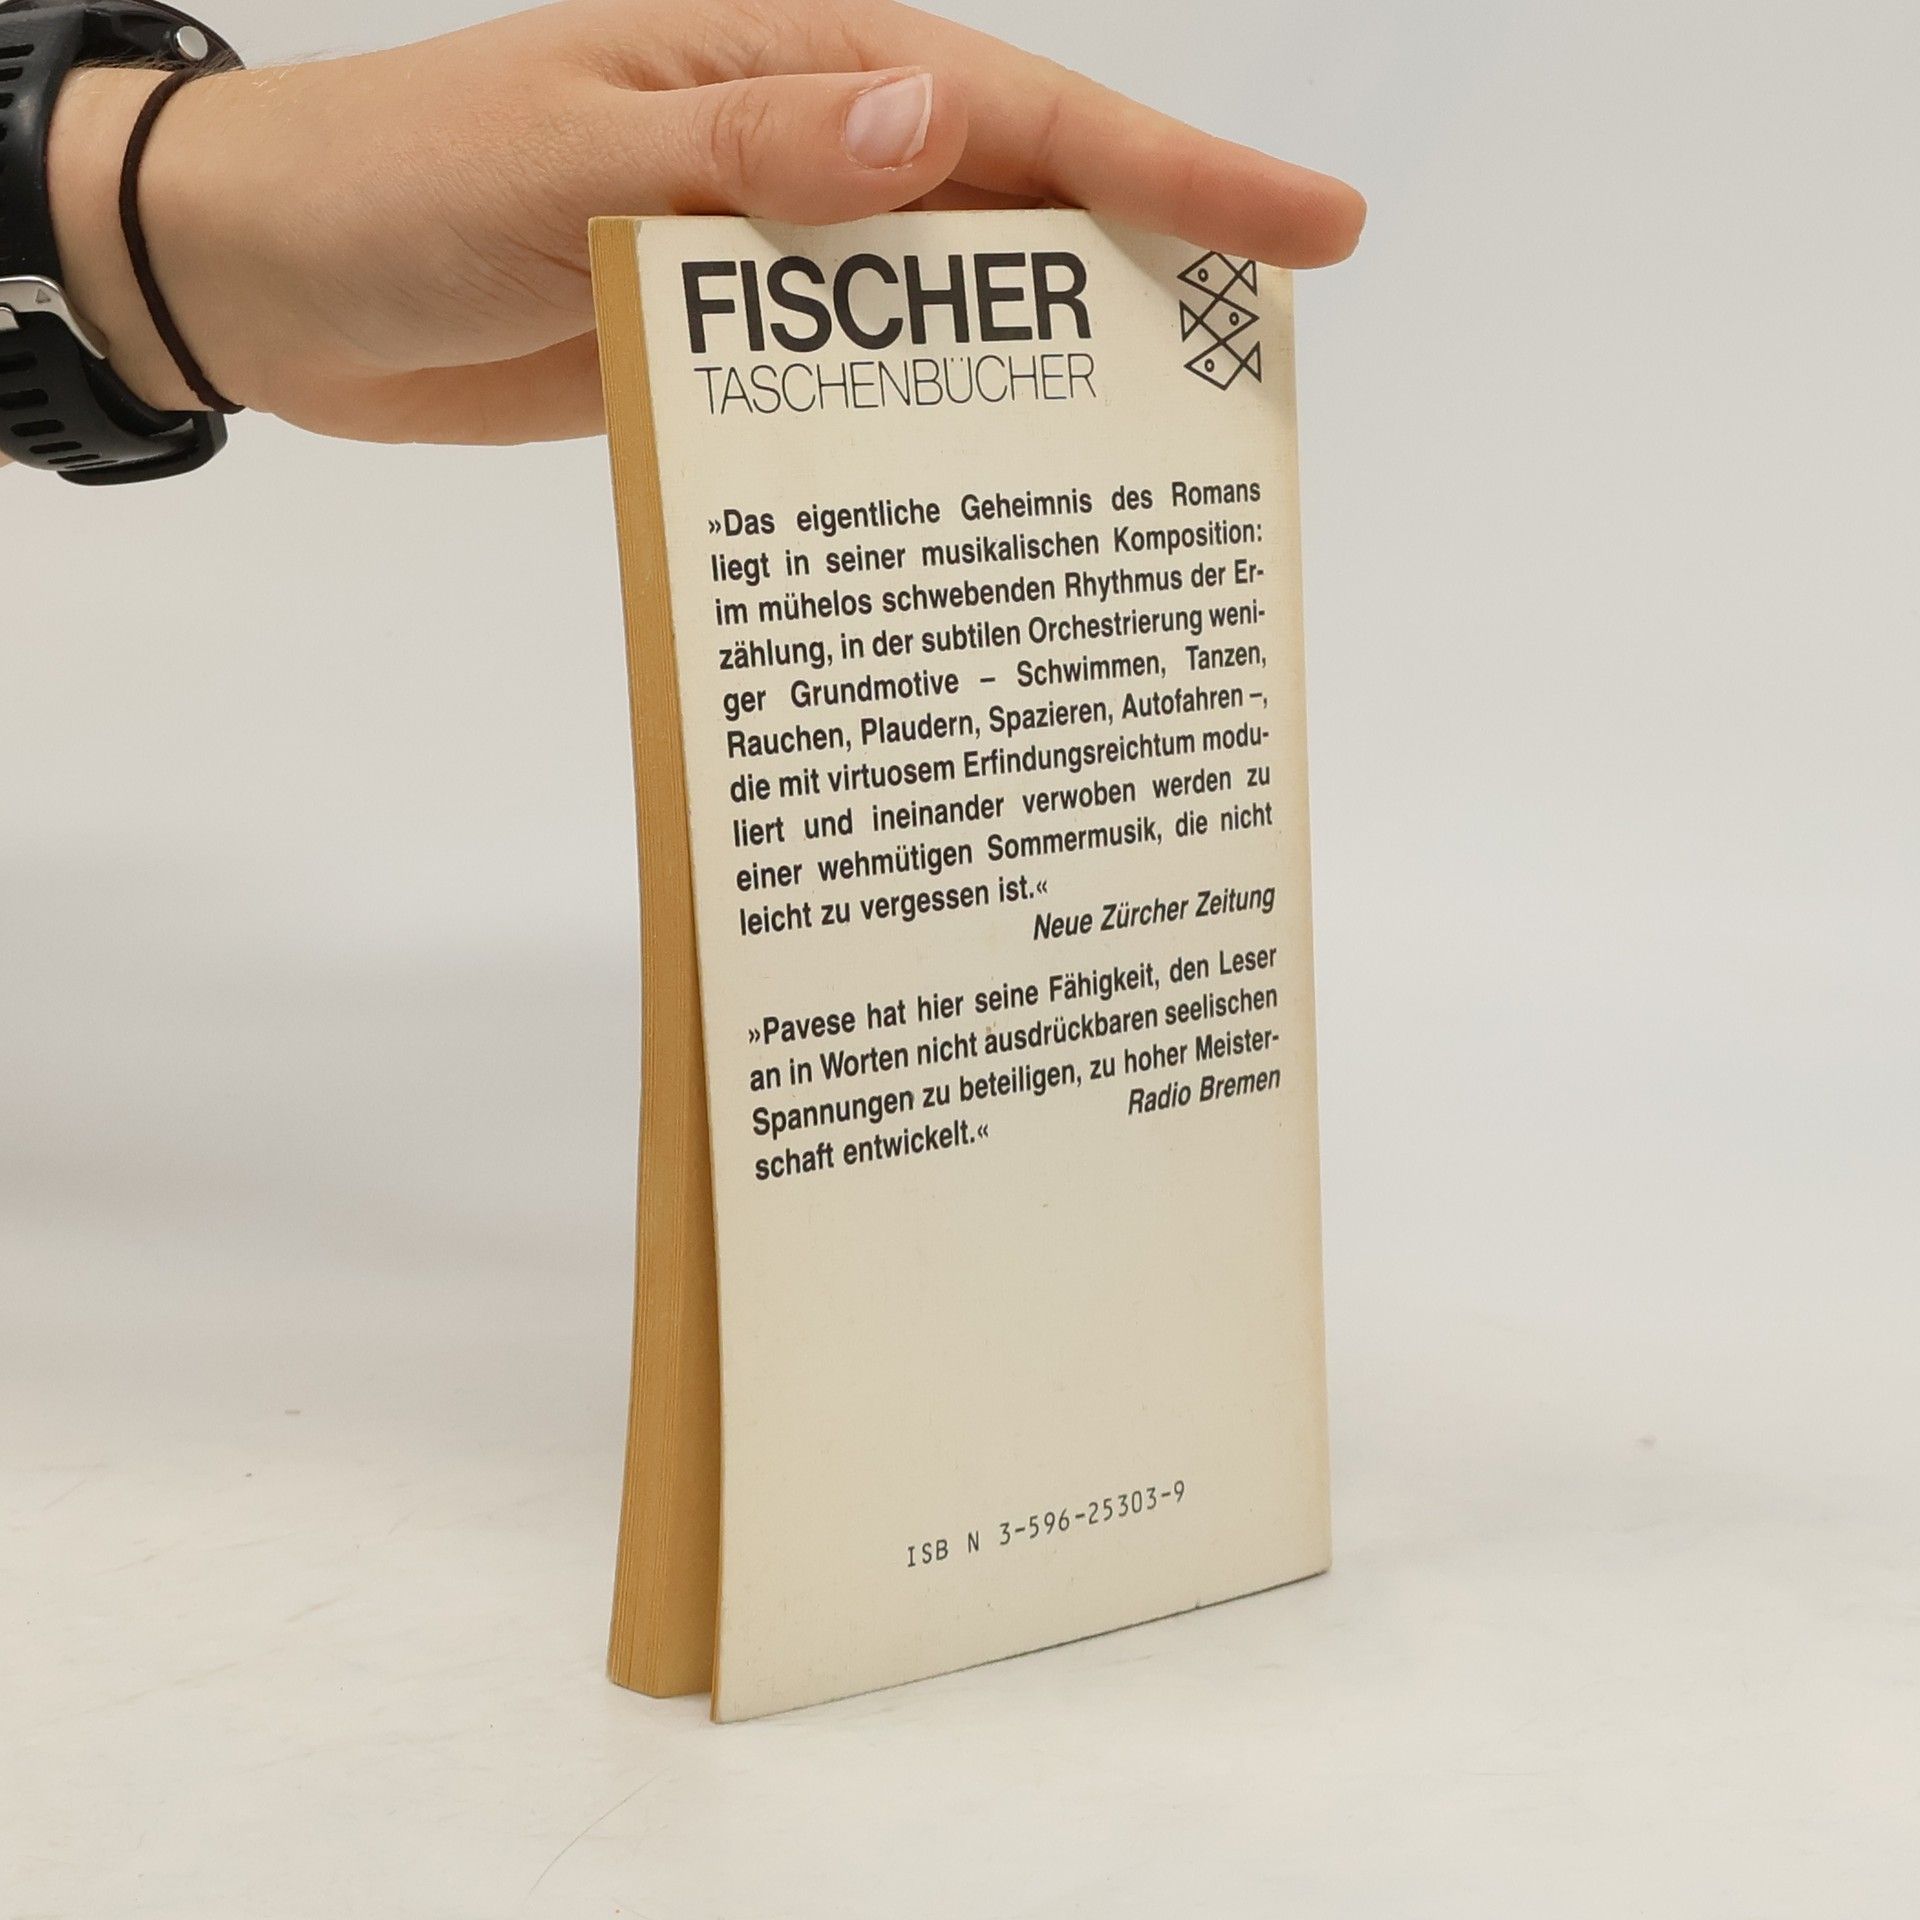 FISCHER
TASCHENBÜCHER
»Das eigentliche Geheimnis des Romans
liegt in seiner musikalischen Komposition:
im mühelos schwebenden Rhythmus der Er-
zählung, in der subtilen Orchestrierung weni-
ger Grundmotive – Schwimmen, Tanzen,
Rauchen, Plaudern, Spazieren, Autofahren –,
die mit virtuosem Erfindungsreichtum modu-
liert und ineinander verwoben werden zu
einer wehmütigen Sommermusik, die nicht
leicht zu vergessen ist.«
Neue Zürcher Zeitung
»Pavese hat hier seine Fähigkeit, den Leser
an in Worten nicht ausdrückbaren seelischen
Spannungen zu beteiligen, zu hoher Meister-
schaft entwickelt.«
Radio Bremen
ISB N 3-596-25303-9